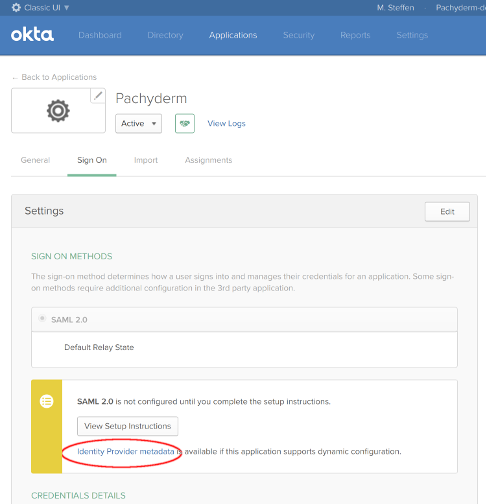 Classic UI
M. Steffen · Pachyderm-de
okta Dashboard Directory Applications Security Reports Settings
← Back to Applications
Pachyderm
Active View Logs
General Sign On Import Assignments
Settings Edit
SIGN ON METHODS
The sign-on method determines how a user signs into and manages their credentials for an application. Some sign-
on methods require additional configuration in the 3rd party application.
SAML 2.0
Default Relay State
SAML 2.0 is not configured until you complete the setup instructions.
View Setup Instructions
Identity Provider metadata is available if this application supports dynamic configuration.
CREDENTIALS DETAILS